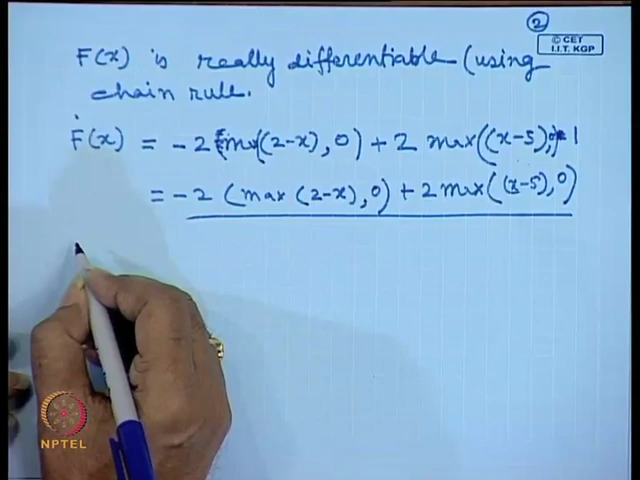 2
© CET
I.I.T. KGP
F(x) is really differentiable (using
chain rule.
Ḟ(x) = -2 (max((2-x), 0) + 2 max((x-5), 0) · 1
= -2 (max (2-x), 0) + 2 max((x-5), 0)
NPTEL